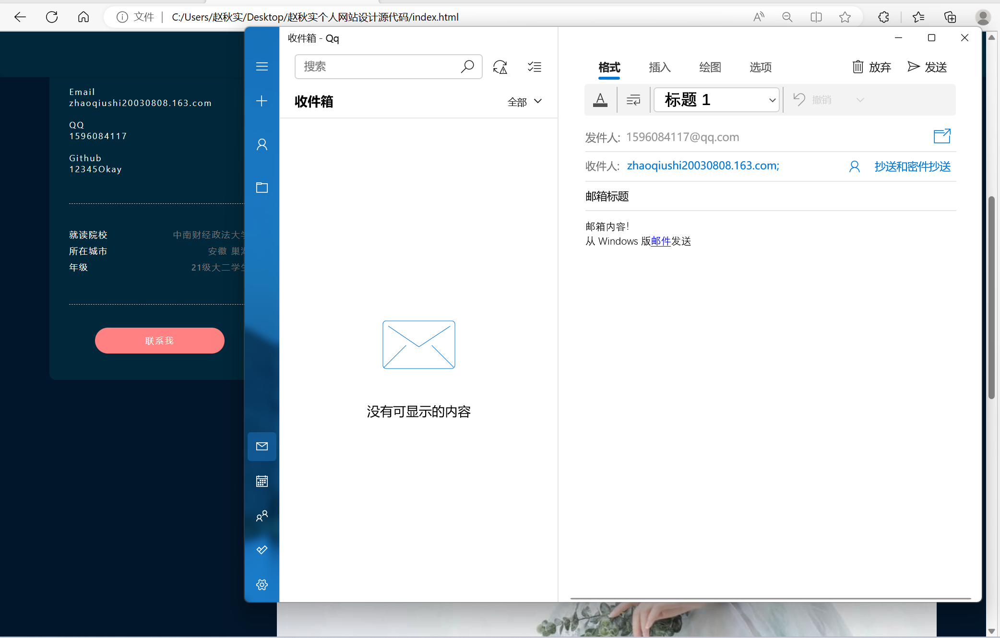 文件
C:/Users/赵秋实/Desktop/赵秋实个人网站设计源代码/index.html
Email
zhaoqiushi20030808.163.com
QQ
1596084117
Github
12345Okay
就读院校 中南财经政法大学
所在城市 安徽 巢湖
年级 21级大二学生
联系我
收件箱 - Qq
搜索
收件箱
全部
没有可显示的内容
格式 插入 绘图 选项
放弃 发送
标题 1
撤销
发件人: 1596084117@qq.com
收件人: zhaoqiushi20030808.163.com;
抄送和密件抄送
邮箱标题
邮箱内容!
从 Windows 版邮件发送